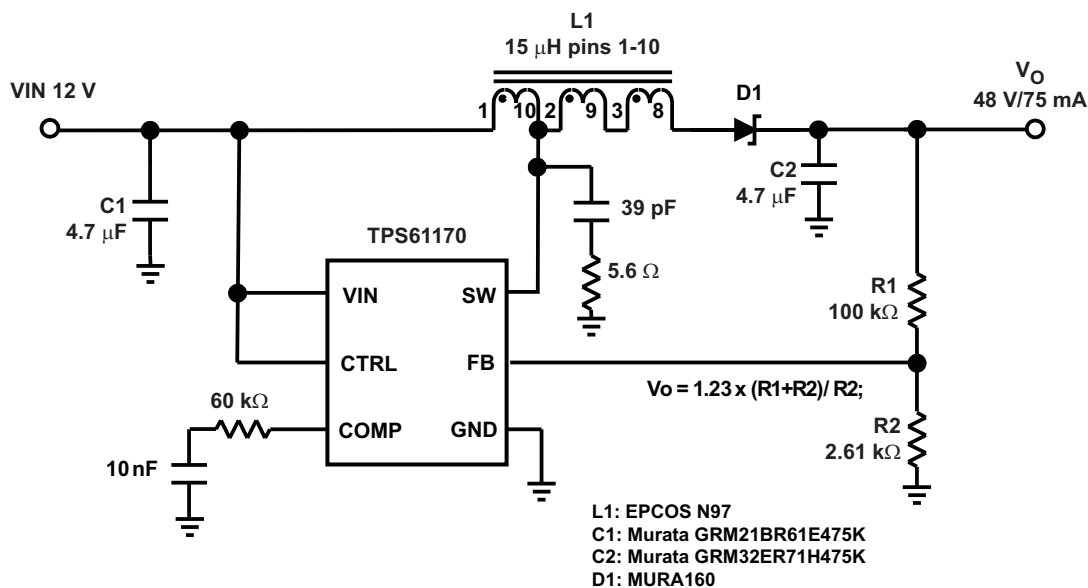 L1
15 μH pins 1-10
VIN 12 V
1
10
2
9
3
8
D1
VO
48 V/75 mA
C1
4.7 μF
C2
4.7 μF
39 pF
5.6 Ω
TPS61170
VIN
SW
CTRL
FB
COMP
GND
R1
100 kΩ
Vo = 1.23 x (R1+R2)/ R2;
60 kΩ
10 nF
R2
2.61 kΩ
L1: EPCOS N97
C1: Murata GRM21BR61E475K
C2: Murata GRM32ER71H475K
D1: MURA160